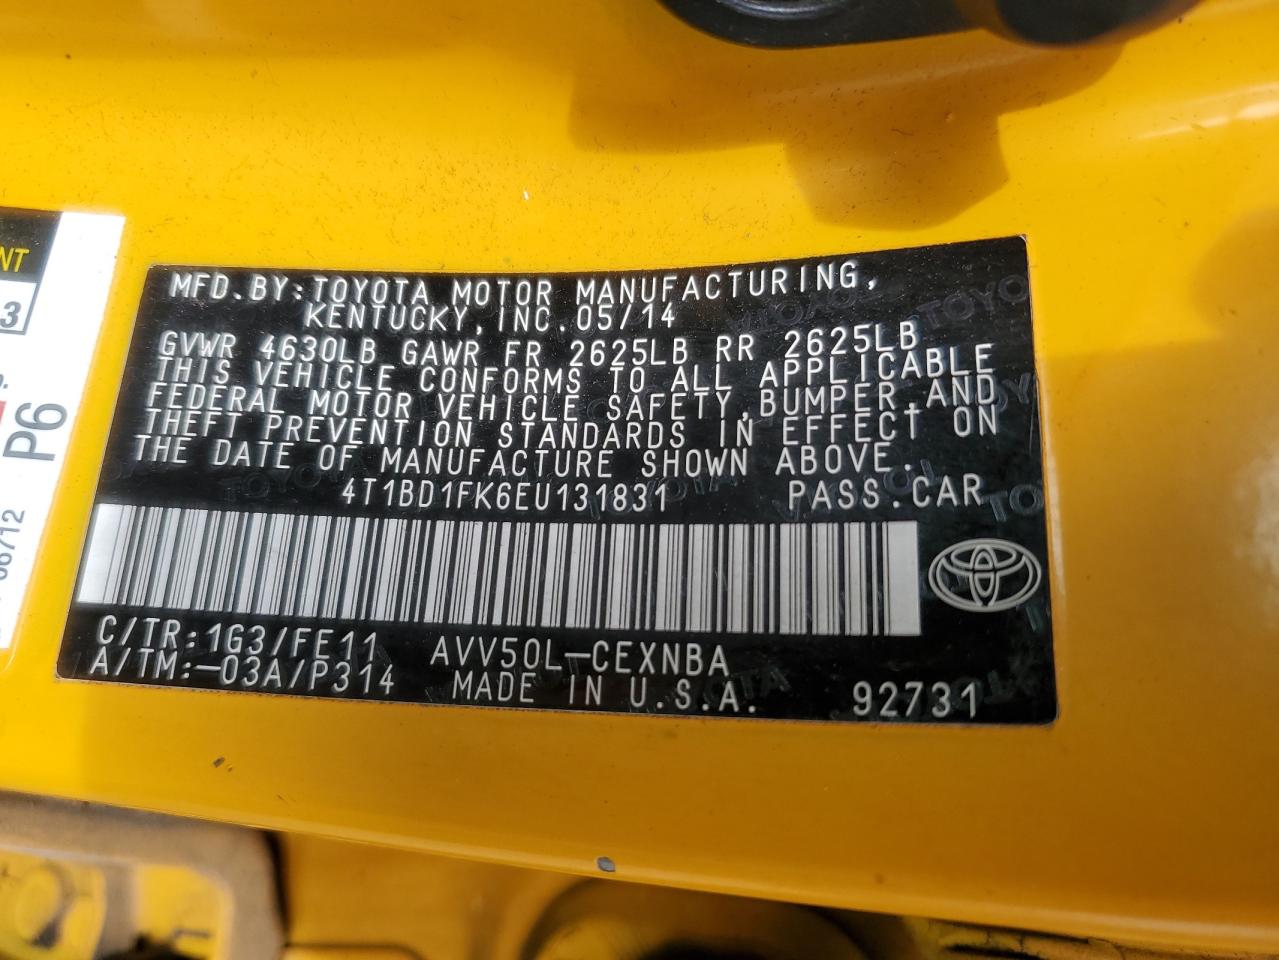 MFD.BY:TOYOTA MOTOR MANUFACTURING,
KENTUCKY,INC.05/14
GVWR 4630LB GAWR FR 2625LB RR 2625LB
THIS VEHICLE CONFORMS TO ALL APPLICABLE
FEDERAL MOTOR VEHICLE SAFETY,BUMPER,AND
THEFT PREVENTION STANDARDS IN EFFECT ON
THE DATE OF MANUFACTURE SHOWN ABOVE.
4T1BD1FK6EU131831 PASS.CAR
C/TR:1G3/FE11 AVV50L-CEXNBA
A/TM:-03A/P314 MADE IN U.S.A. 92731
NT
3
P6